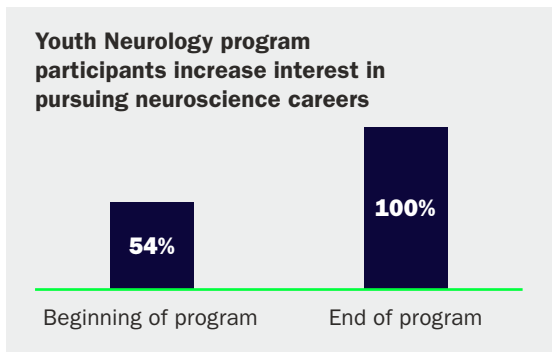 Youth Neurology program
participants increase interest in
pursuing neuroscience careers
100%
54%
Beginning of program
End of program